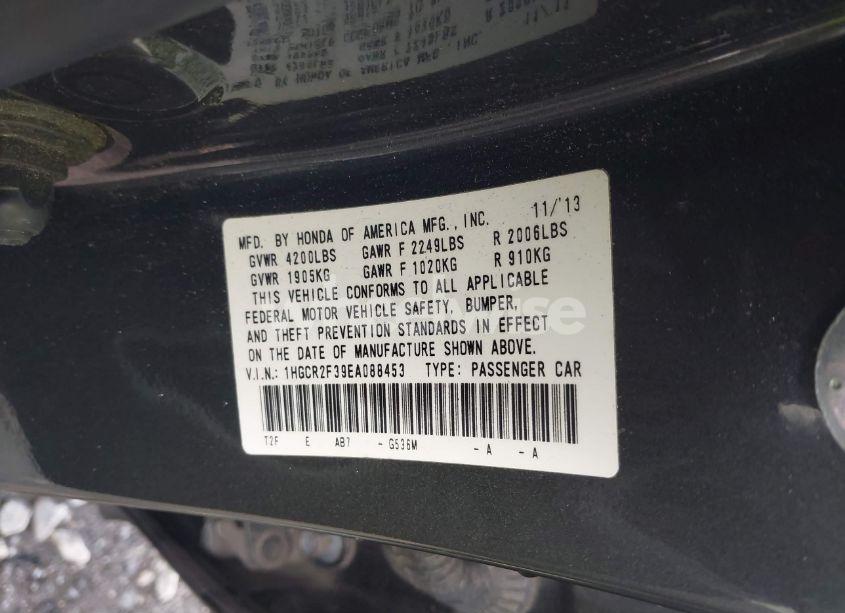 MFD. BY HONDA OF AMERICA MFG., INC. 11/'13
GVWR 4200LBS GAWR F 2249LBS R 2006LBS
GVWR 1905KG GAWR F 1020KG R 910KG
THIS VEHICLE CONFORMS TO ALL APPLICABLE
FEDERAL MOTOR VEHICLE SAFETY, BUMPER,
AND THEFT PREVENTION STANDARDS IN EFFECT
ON THE DATE OF MANUFACTURE SHOWN ABOVE.
V.I.N.: 1HGCR2F39EA088453 TYPE: PASSENGER CAR
T2F E AB7 - G536M - A - A